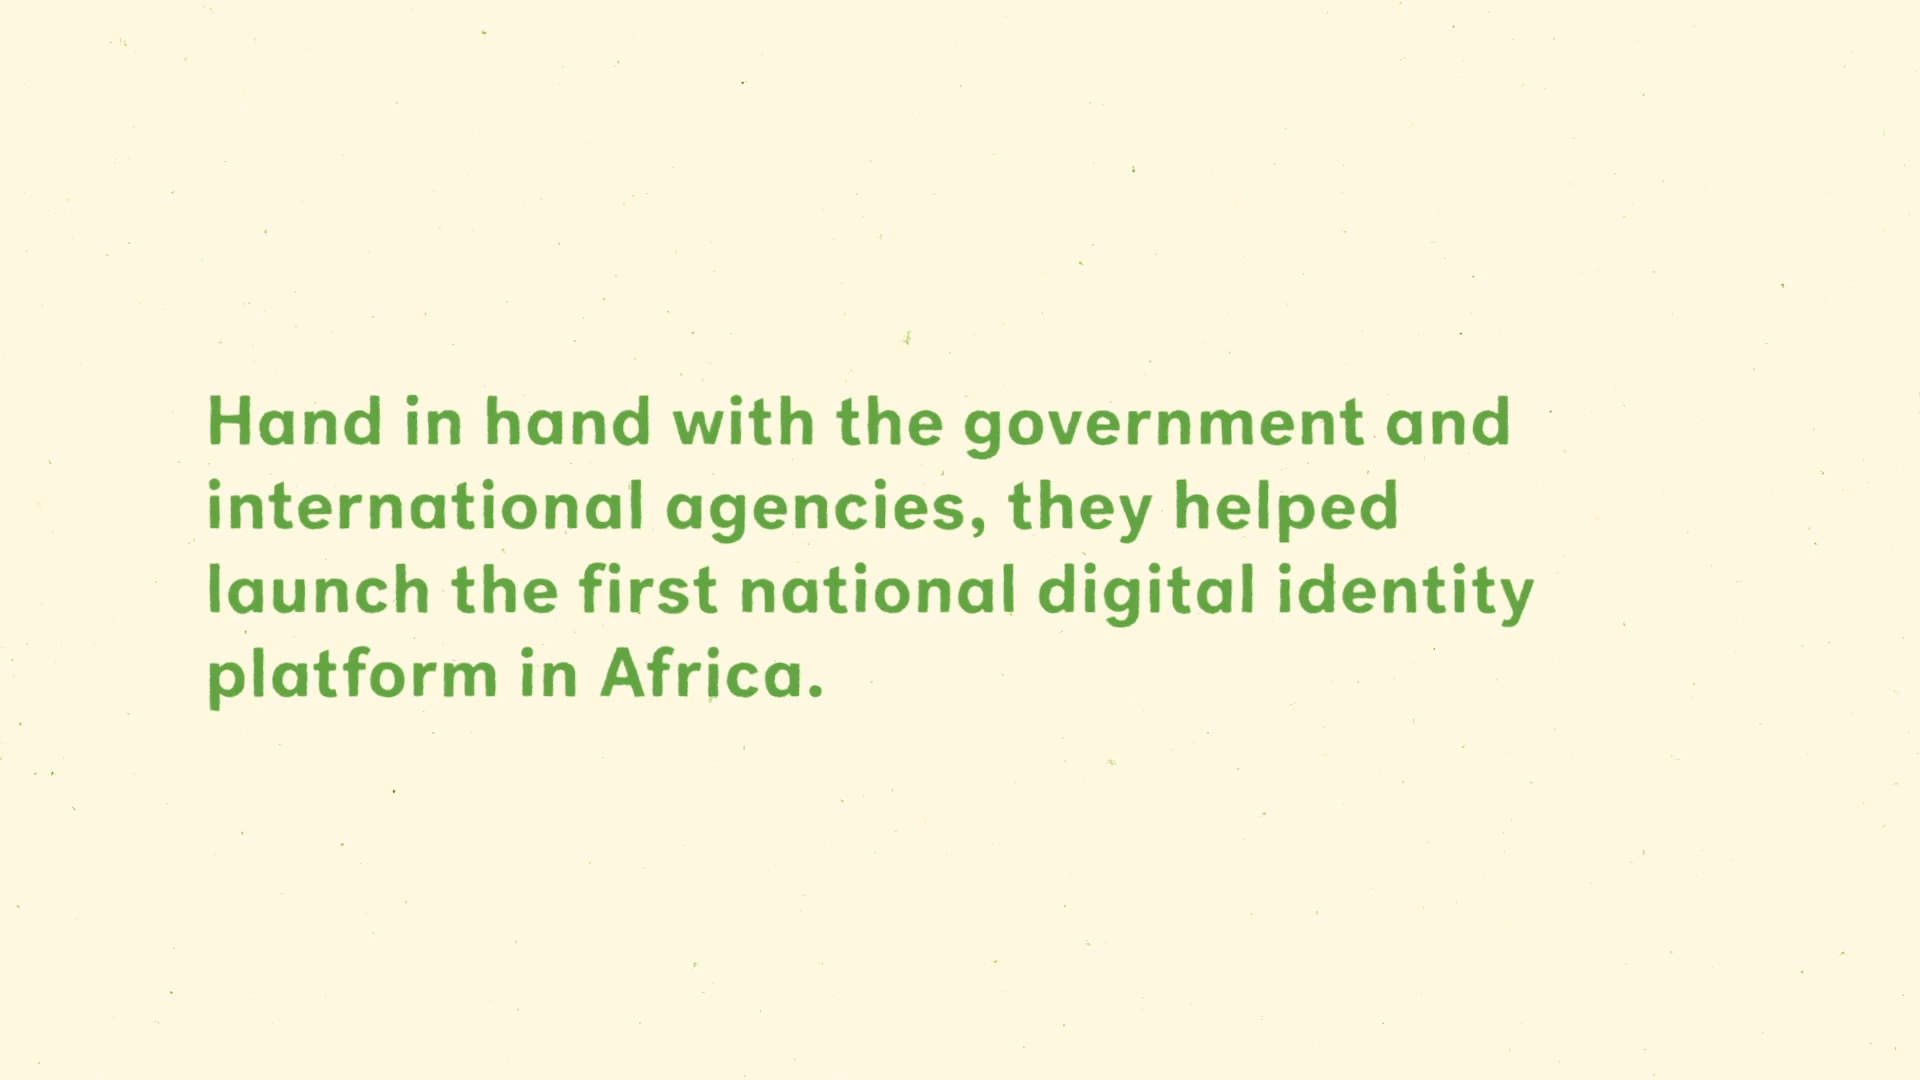 Hand in hand with the government and
international agencies, they helped
launch the first national digital identity
platform in Africa.